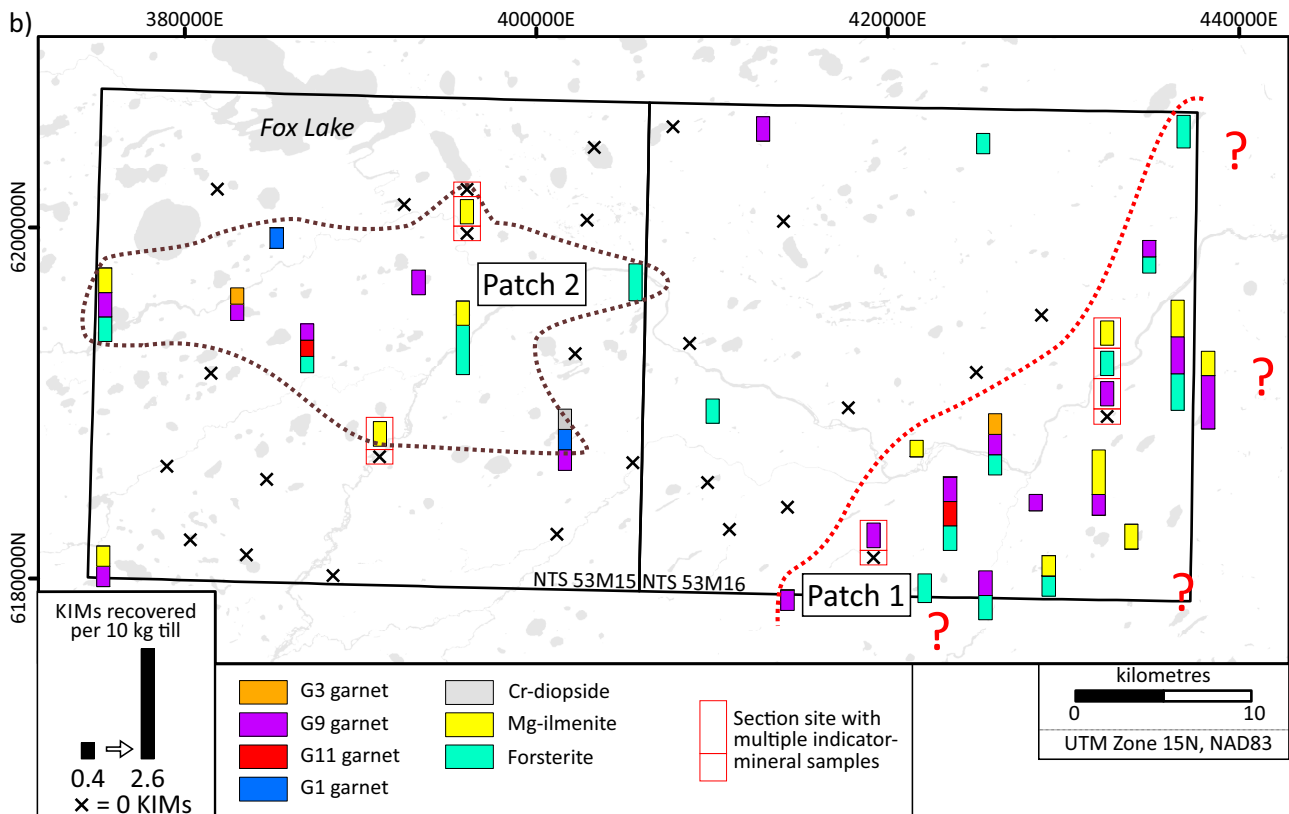 b)
380000E
400000E
420000E
440000E
6200000N
6180000N
Fox Lake
?
Patch 2
?
NTS 53M15
NTS 53M16
Patch 1
?
?
KIMs recovered
per 10 kg till
0.4
2.6
× = 0 KIMs
G3 garnet
G9 garnet
G11 garnet
G1 garnet
Cr-diopside
Mg-ilmenite
Forsterite
Section site with
multiple indicator-
mineral samples
kilometres
0
10
UTM Zone 15N, NAD83